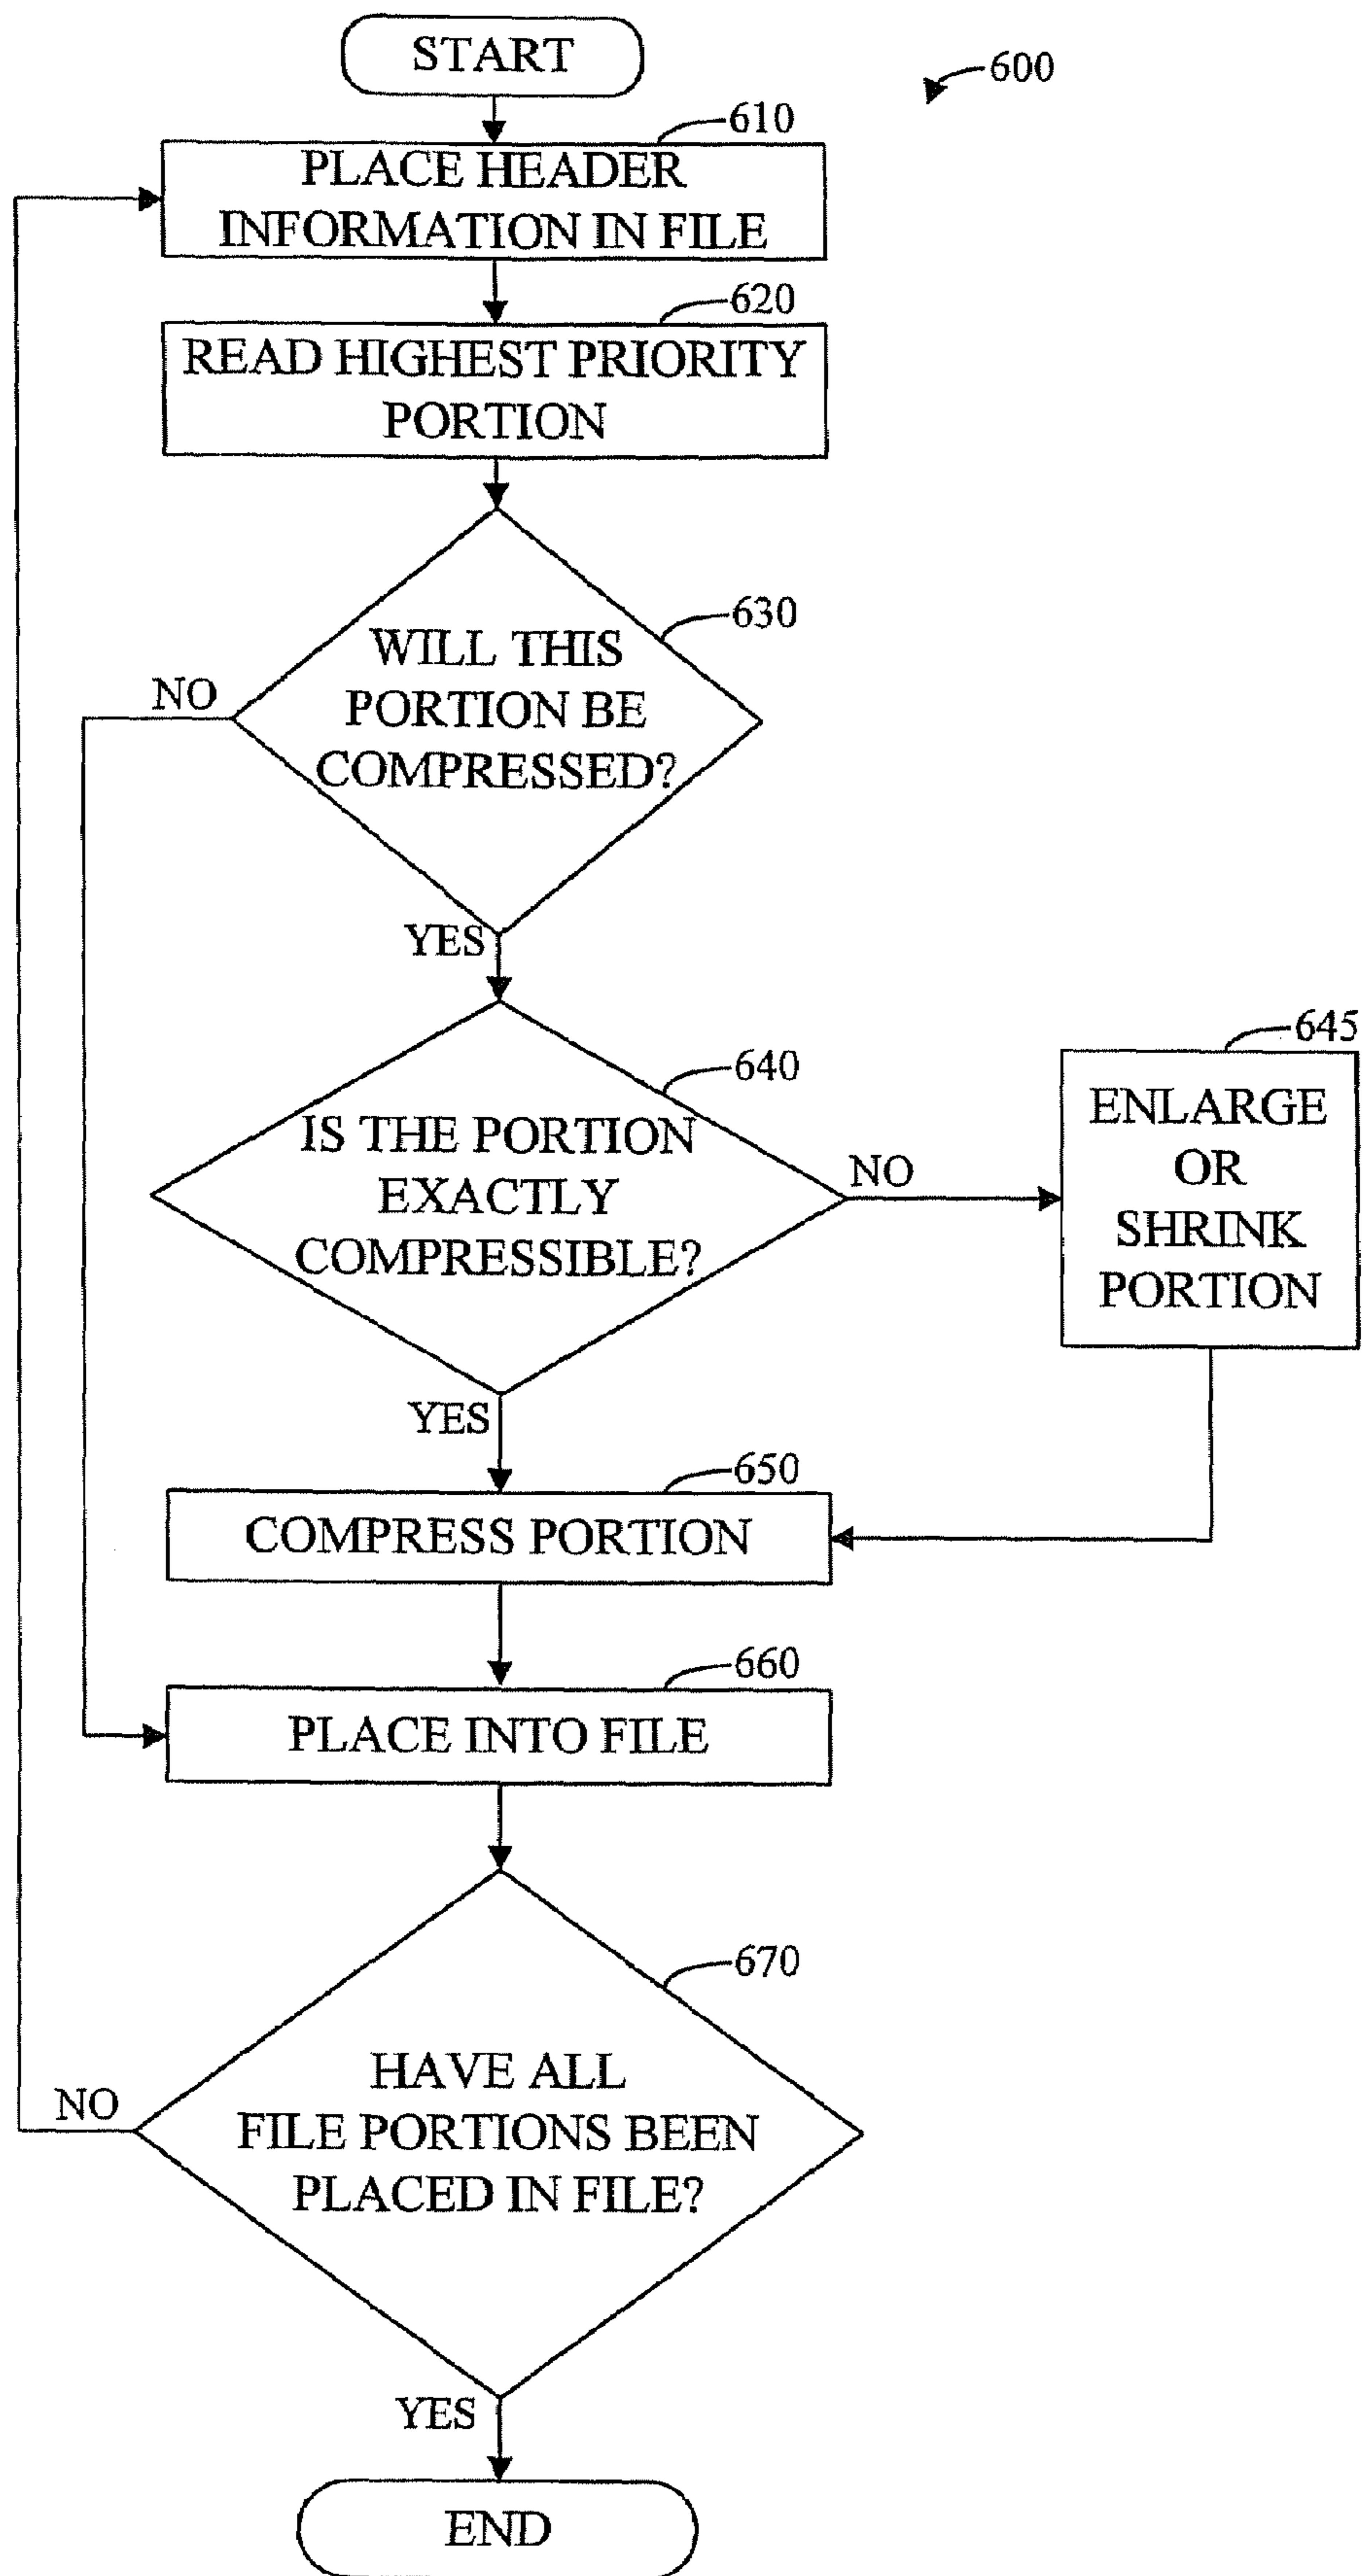 START
600
610
PLACE HEADER
INFORMATION IN FILE
620
READ HIGHEST PRIORITY
PORTION
630
WILL THIS
PORTION BE
COMPRESSED?
NO
YES
640
IS THE PORTION
EXACTLY
COMPRESSIBLE?
NO
645
ENLARGE
OR
SHRINK
PORTION
YES
650
COMPRESS PORTION
660
PLACE INTO FILE
670
HAVE ALL
FILE PORTIONS BEEN
PLACED IN FILE?
NO
YES
END